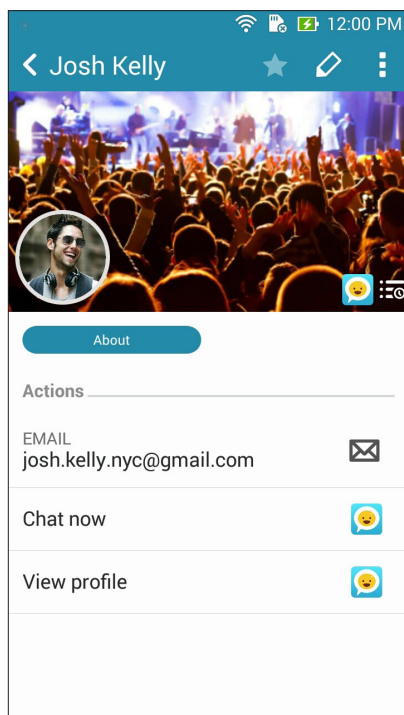 12:00 PM
Josh Kelly
About
Actions
EMAIL
josh.kelly.nyc@gmail.com
Chat now
View profile